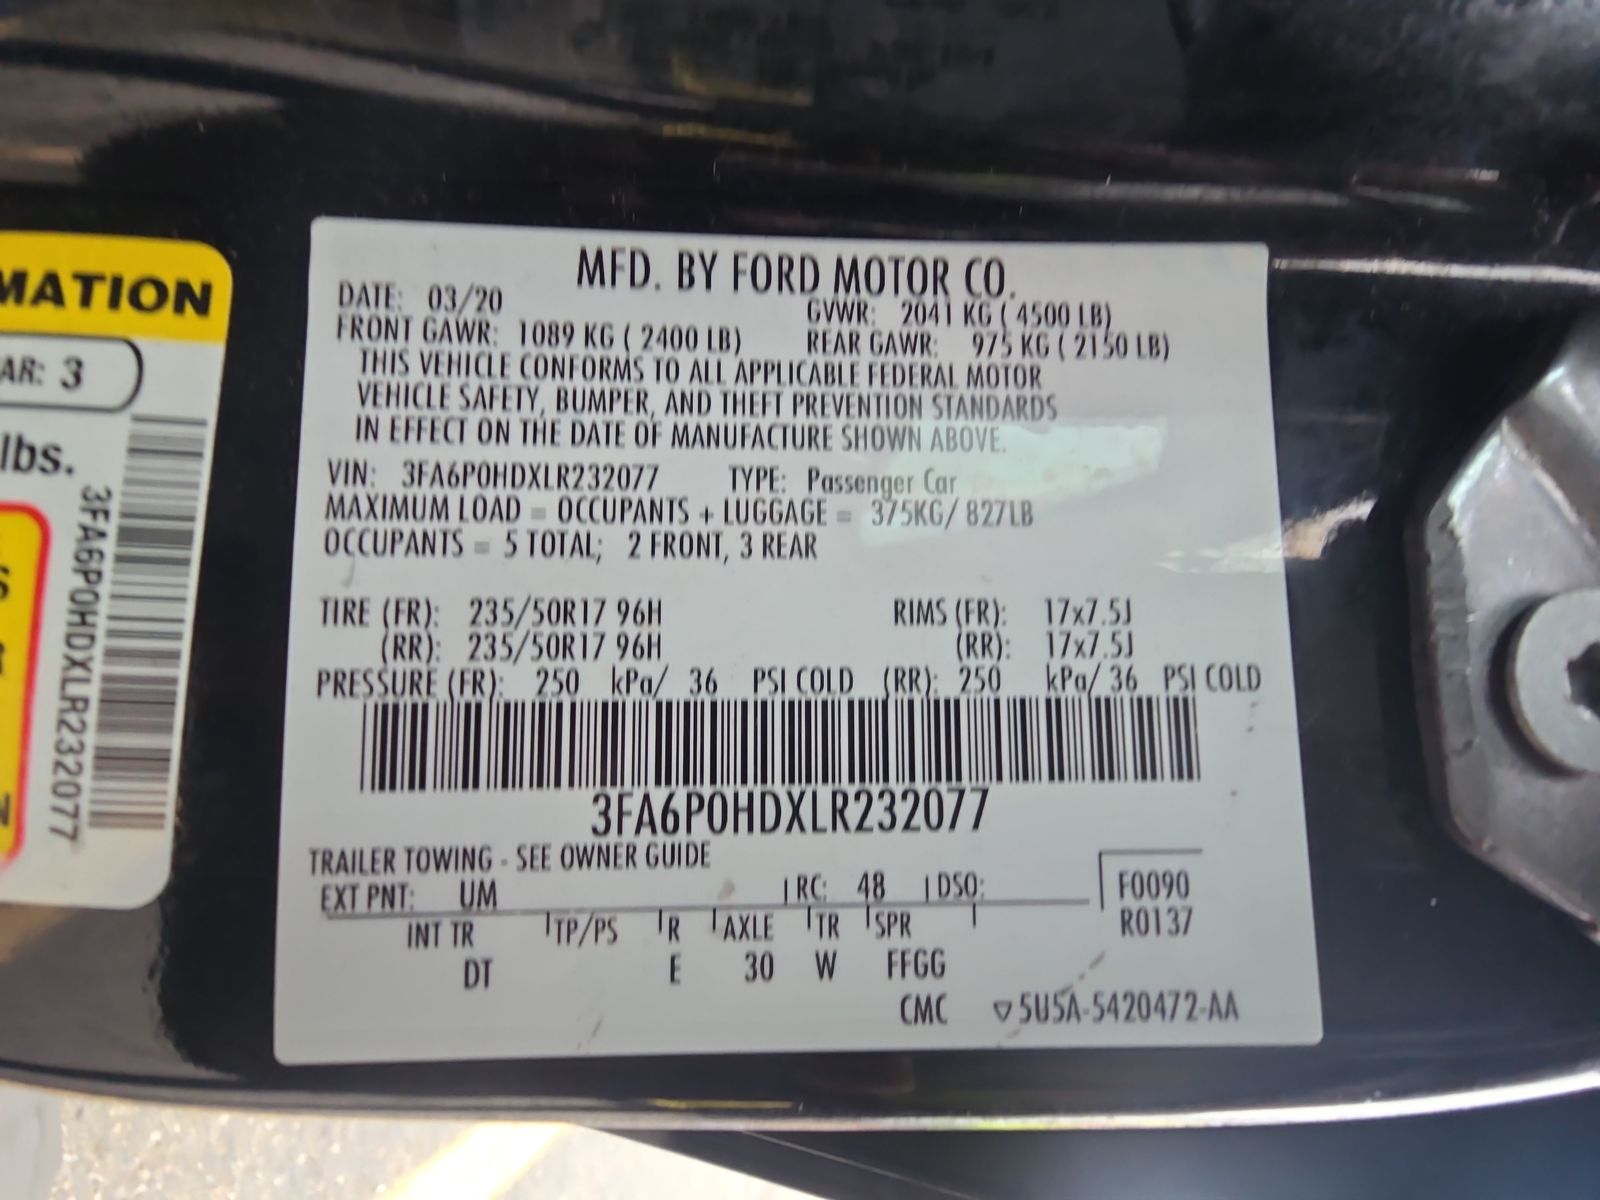 MATION
AR: 3
lbs.
3FA6P0HDXLR232077
MFD. BY FORD MOTOR CO.
DATE: 03/20 GVWR: 2041 KG ( 4500 LB)
FRONT GAWR: 1089 KG ( 2400 LB) REAR GAWR: 975 KG ( 2150 LB)
THIS VEHICLE CONFORMS TO ALL APPLICABLE FEDERAL MOTOR
VEHICLE SAFETY, BUMPER, AND THEFT PREVENTION STANDARDS
IN EFFECT ON THE DATE OF MANUFACTURE SHOWN ABOVE.
VIN: 3FA6P0HDXLR232077 TYPE: Passenger Car
MAXIMUM LOAD = OCCUPANTS + LUGGAGE = 375KG/ 827LB
OCCUPANTS = 5 TOTAL; 2 FRONT, 3 REAR
TIRE (FR): 235/50R17 96H RIMS (FR): 17x7.5J
(RR): 235/50R17 96H (RR): 17x7.5J
PRESSURE (FR): 250 kPa/ 36 PSI COLD (RR): 250 kPa/ 36 PSI COLD
3FA6P0HDXLR232077
TRAILER TOWING - SEE OWNER GUIDE
EXT PNT: UM RC: 48 DSO: F0090
INT TR TP/PS R AXLE TR SPR R0137
DT E 30 W FFGG
CMC ▽5U5A-5420472-AA